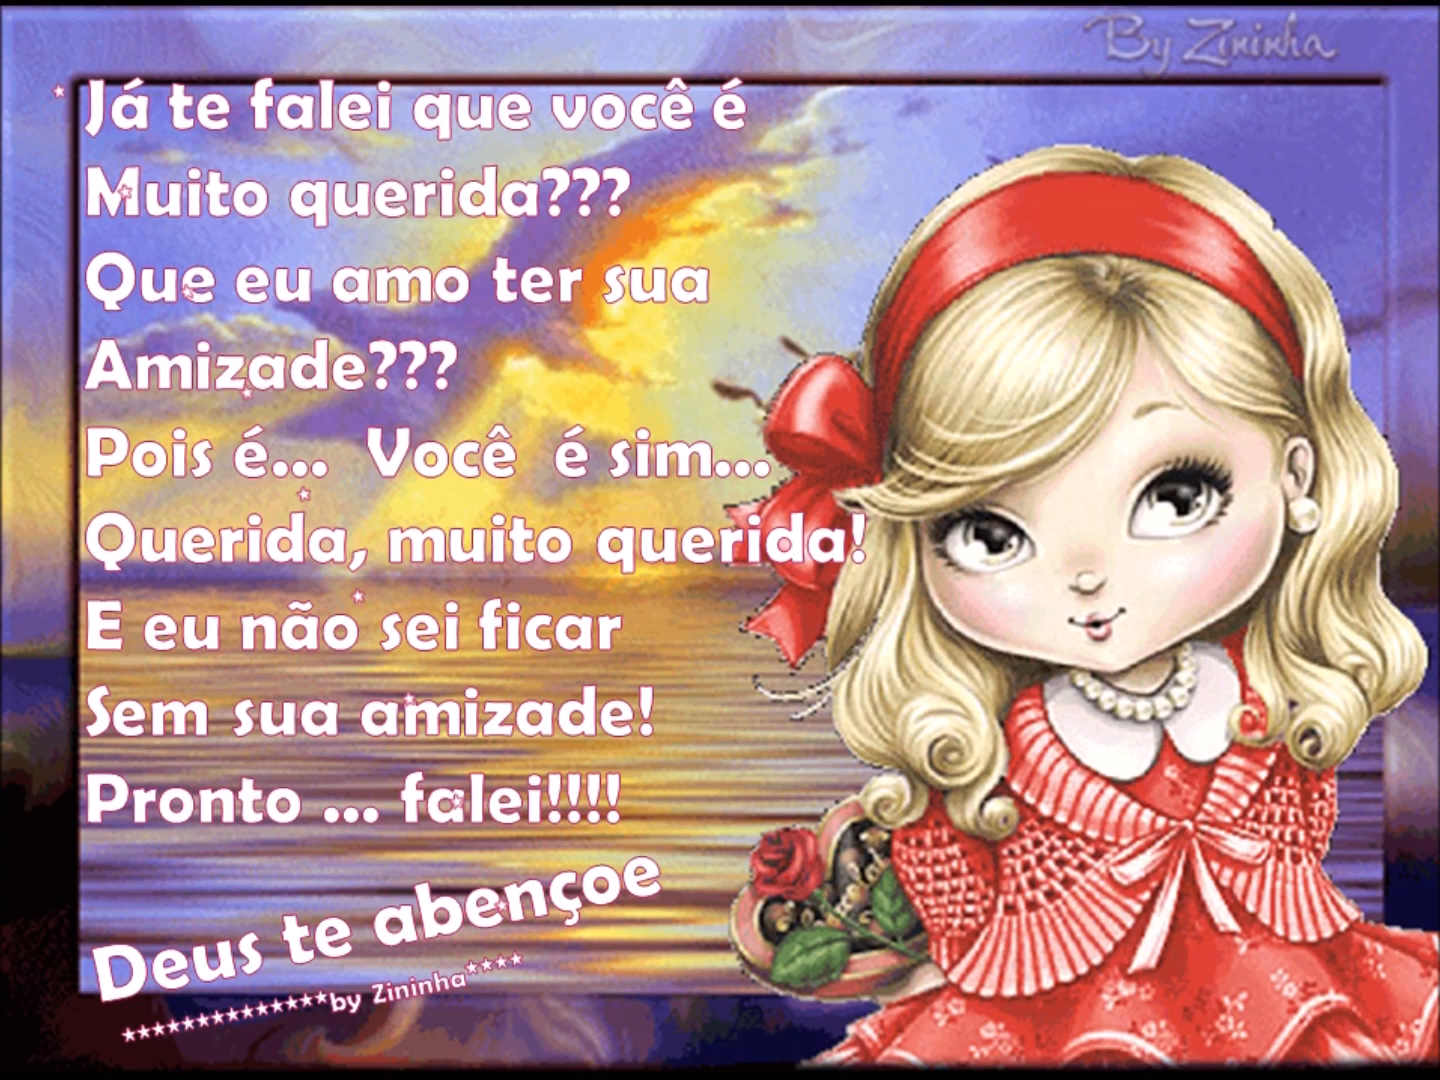 By Zininha
Já te falei que você é
Muito querida???
Que eu amo ter sua
Amizade???
Pois é... Você é sim...
Querida, muito querida!
E eu não sei ficar
Sem sua amizade!
Pronto ... falei!!!!
Deus te abençoe
**************by Zininha****